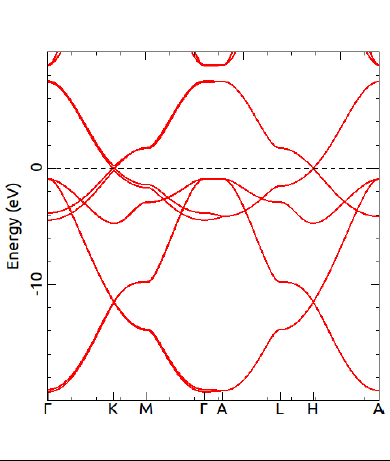 0
-10
Energy (eV)
Γ K M Γ A L H A